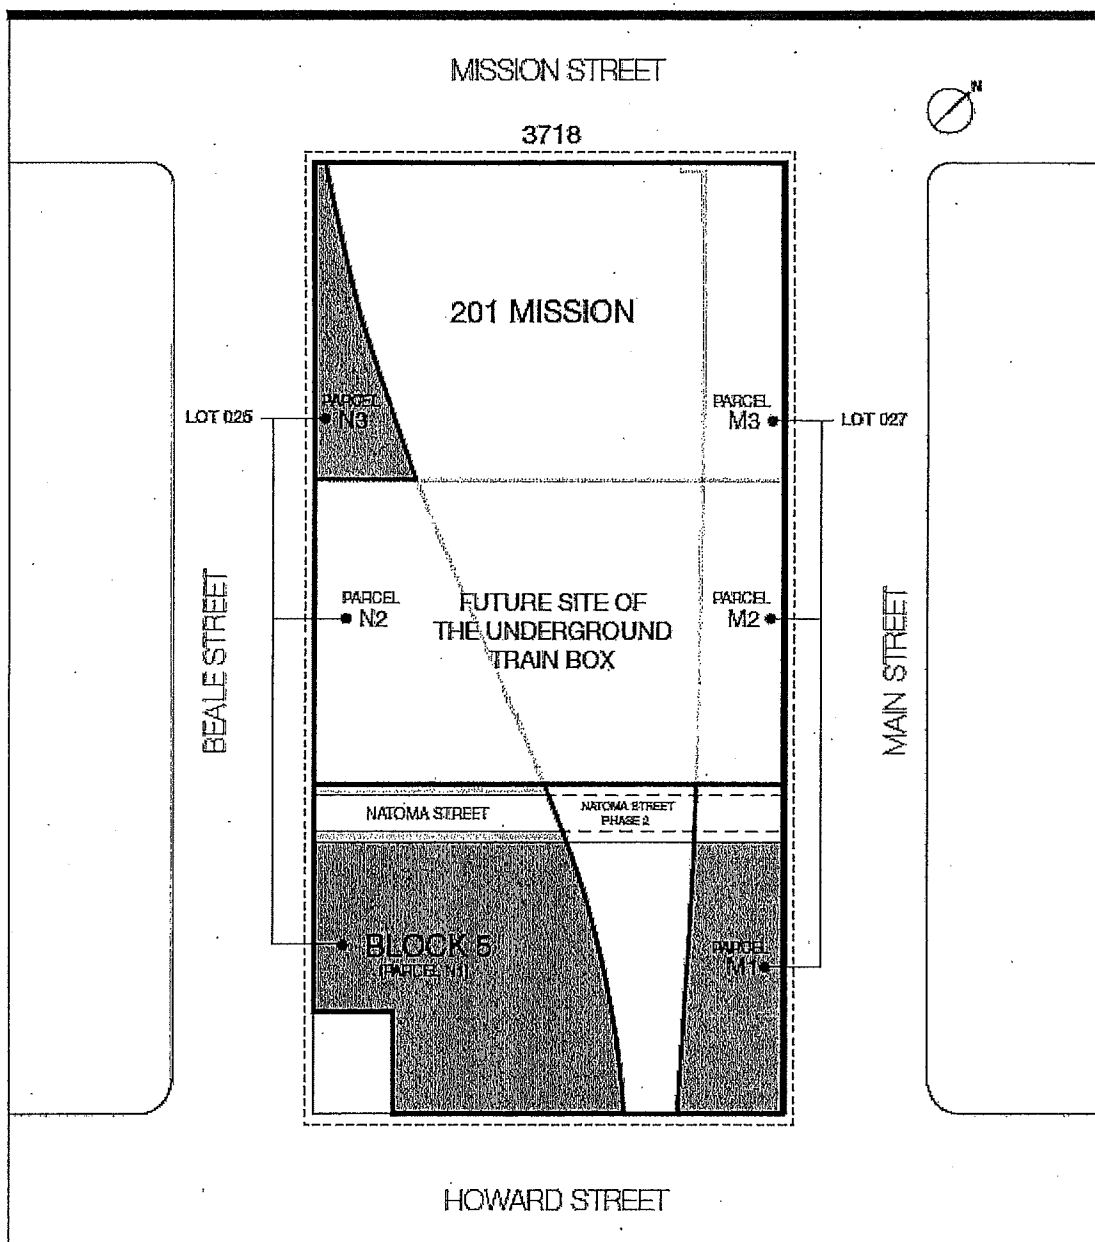 MISSION STREET
N
3718
201 MISSION
LOT 025
PARCEL
N3
PARCEL
M3
LOT 027
BEALE STREET
PARCEL
N2
FUTURE SITE OF
THE UNDERGROUND
TRAIN BOX
PARCEL
M2
MAIN STREET
NATOMA STREET
NATOMA STREET
PHASE 2
BLOCK 5
(PARCEL N1)
PARCEL
M1
HOWARD STREET